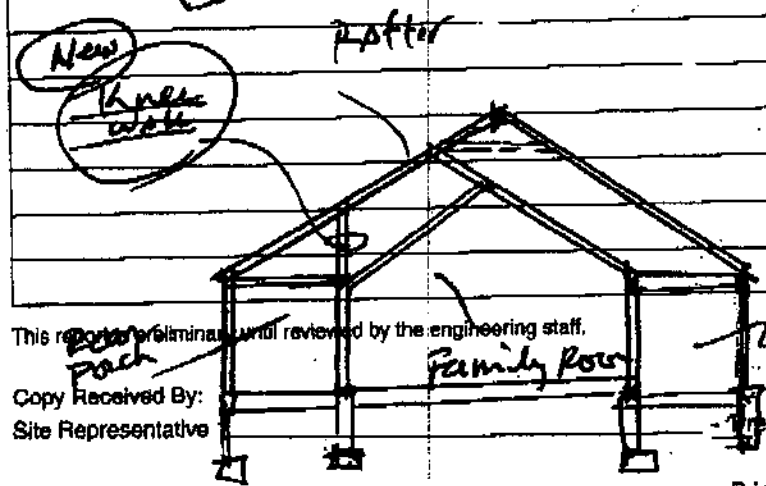 Rafter
New
Knee
wall
This report is preliminary until reviewed by the engineering staff.
Porch
Family Room
Copy Received By:
Site Representative